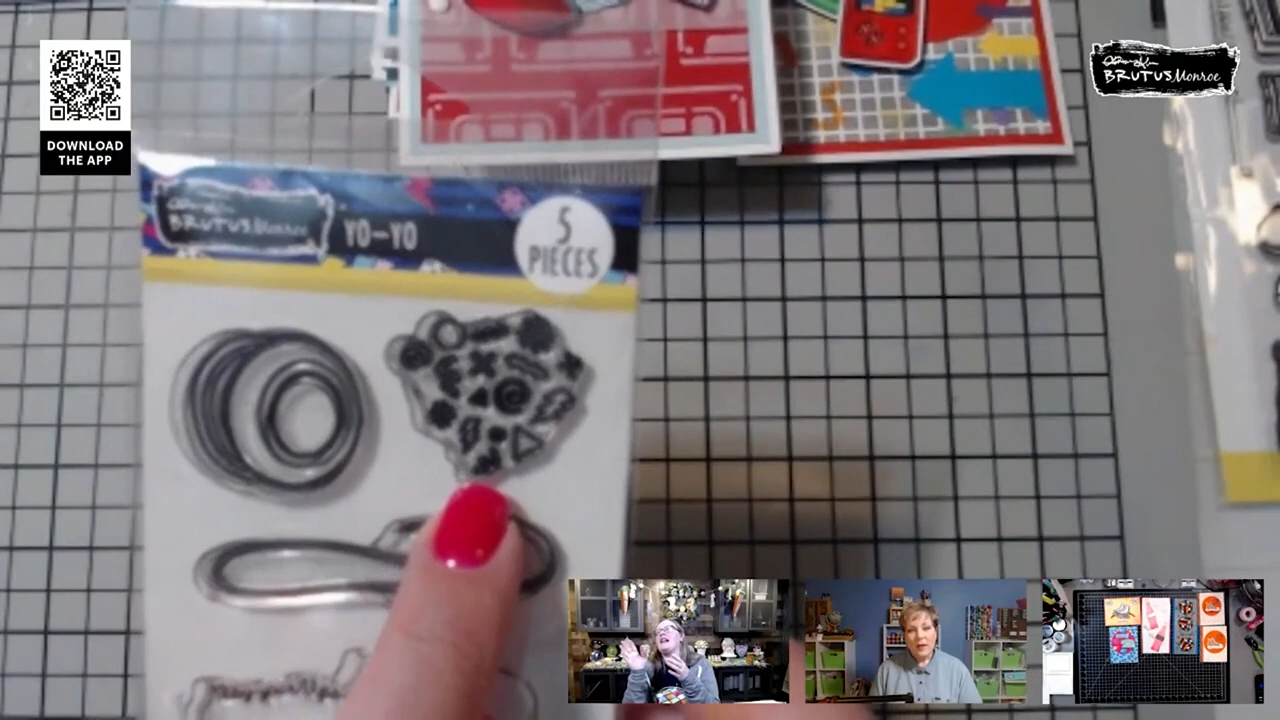 DOWNLOAD
THE APP
BRUTUS Monroe
BRUTUS Monroe
YO-YO
5
PIECES